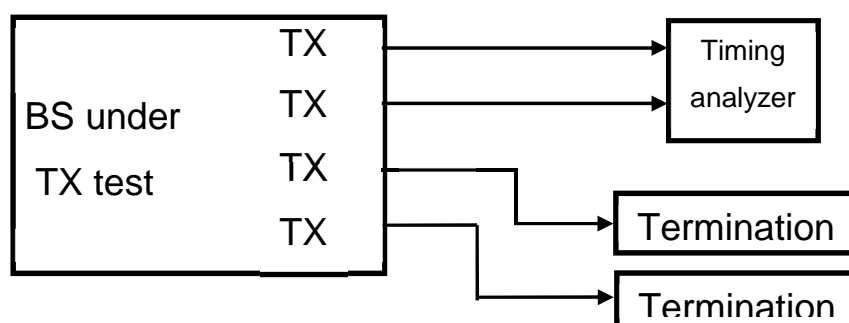 TX
TX
TX
TX
BS under
TX test
Timing
analyzer
Termination
Termination